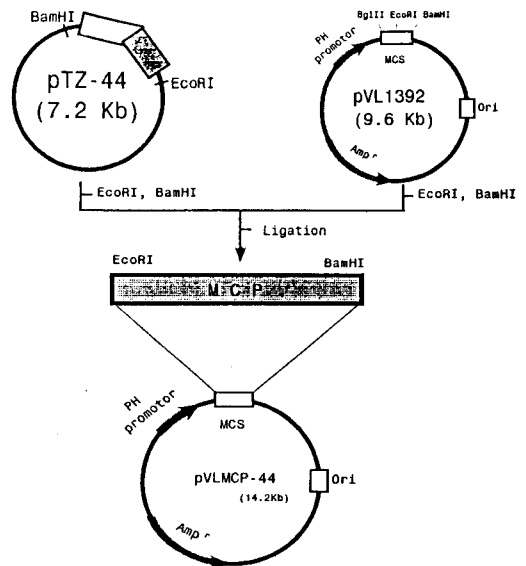 BamHI
pTZ-44
(7.2 Kb)
EcoRI
BglII EcoRI BamHI
PH promotor
MCS
pVL1392
(9.6 Kb)
Ori
Amp r
EcoRI, BamHI
EcoRI, BamHI
Ligation
EcoRI
BamHI
M C P
PH promotor
MCS
pVLMCP-44
(14.2Kb)
Ori
Amp r